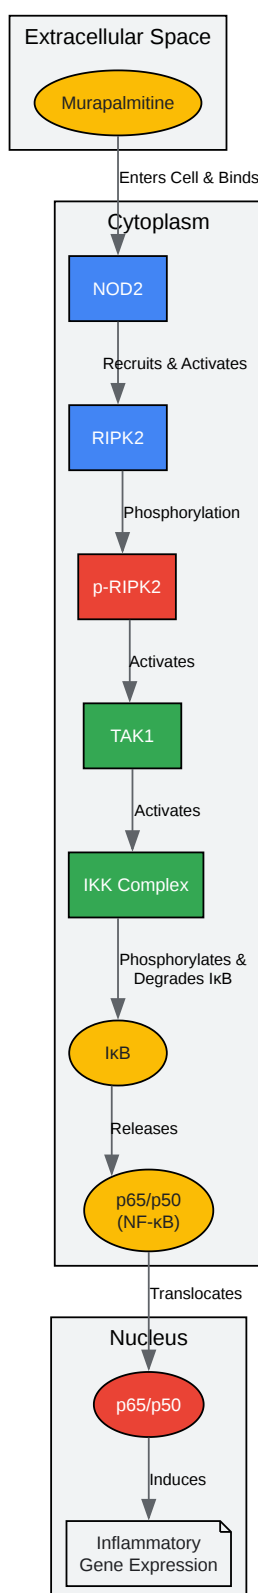 Extracellular Space
Murapalmitine
Enters Cell & Binds
Cytoplasm
NOD2
Recruits & Activates
RIPK2
Phosphorylation
p-RIPK2
Activates
TAK1
Activates
IKK Complex
Phosphorylates &
Degrades IκB
IκB
Releases
p65/p50
(NF-κB)
Translocates
Nucleus
p65/p50
Induces
Inflammatory
Gene Expression